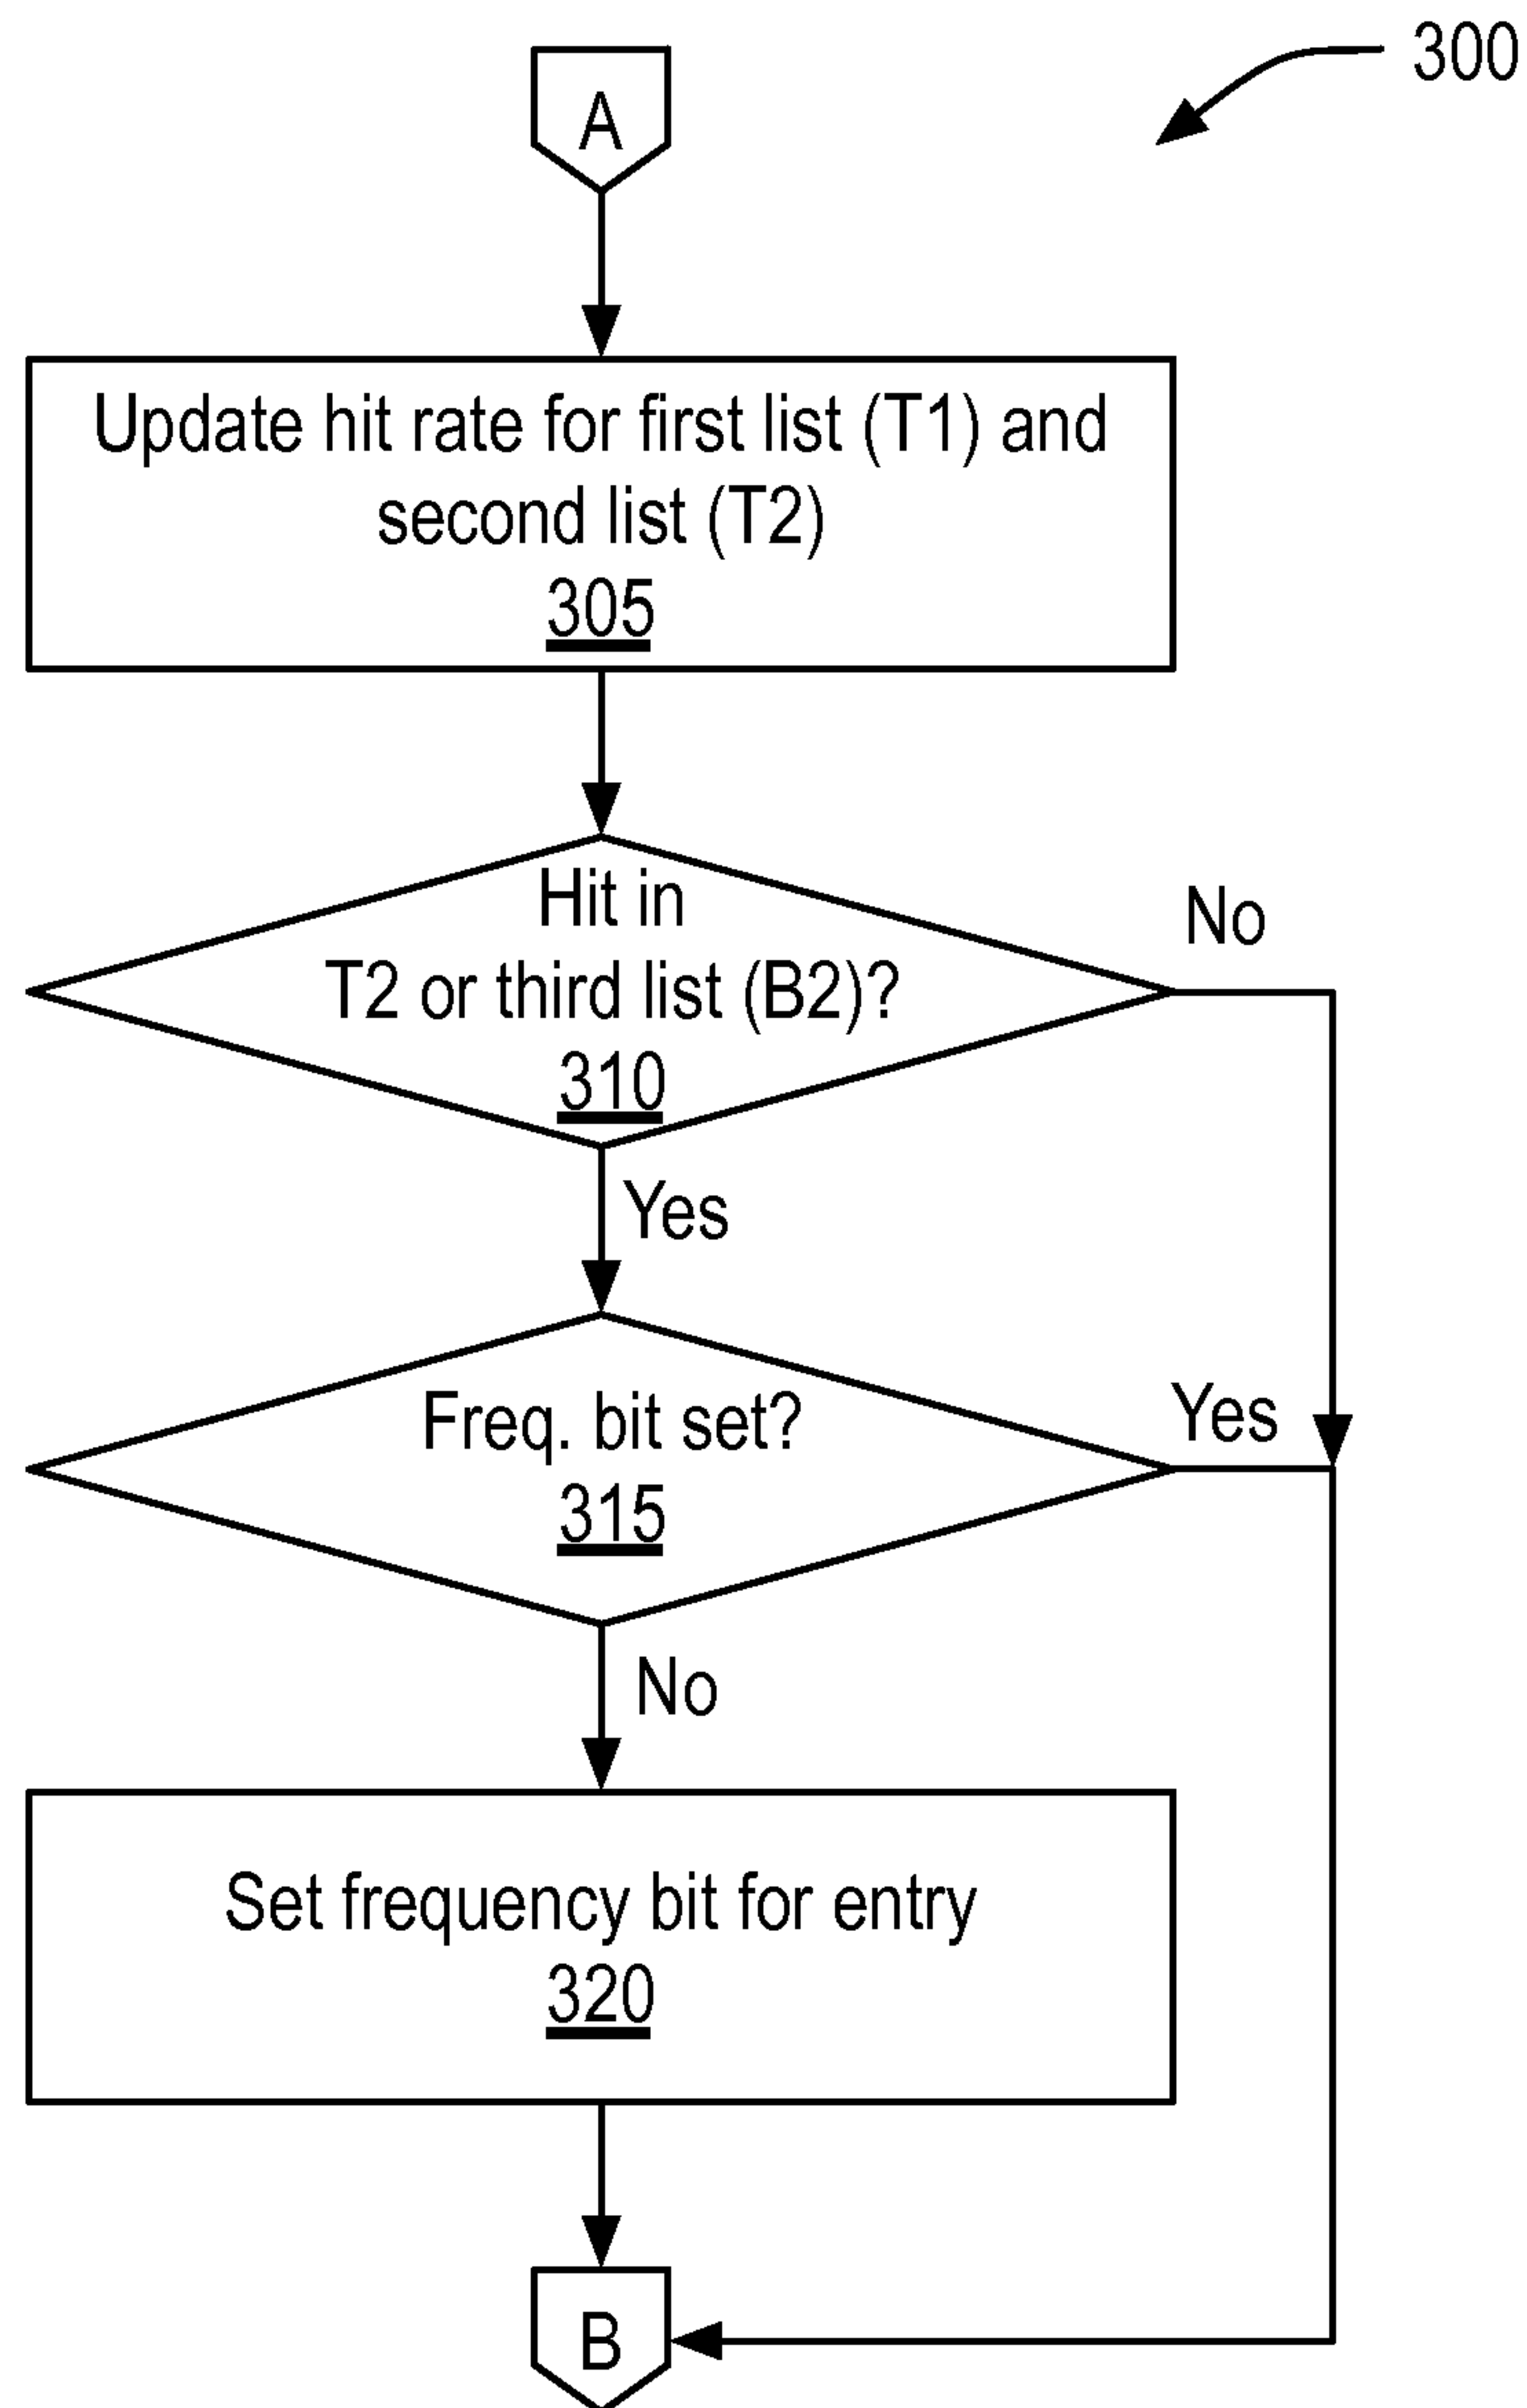 300
A
Update hit rate for first list (T1) and
second list (T2)
305
Hit in
T2 or third list (B2)?
310
No
Yes
Freq. bit set?
315
Yes
No
Set frequency bit for entry
320
B